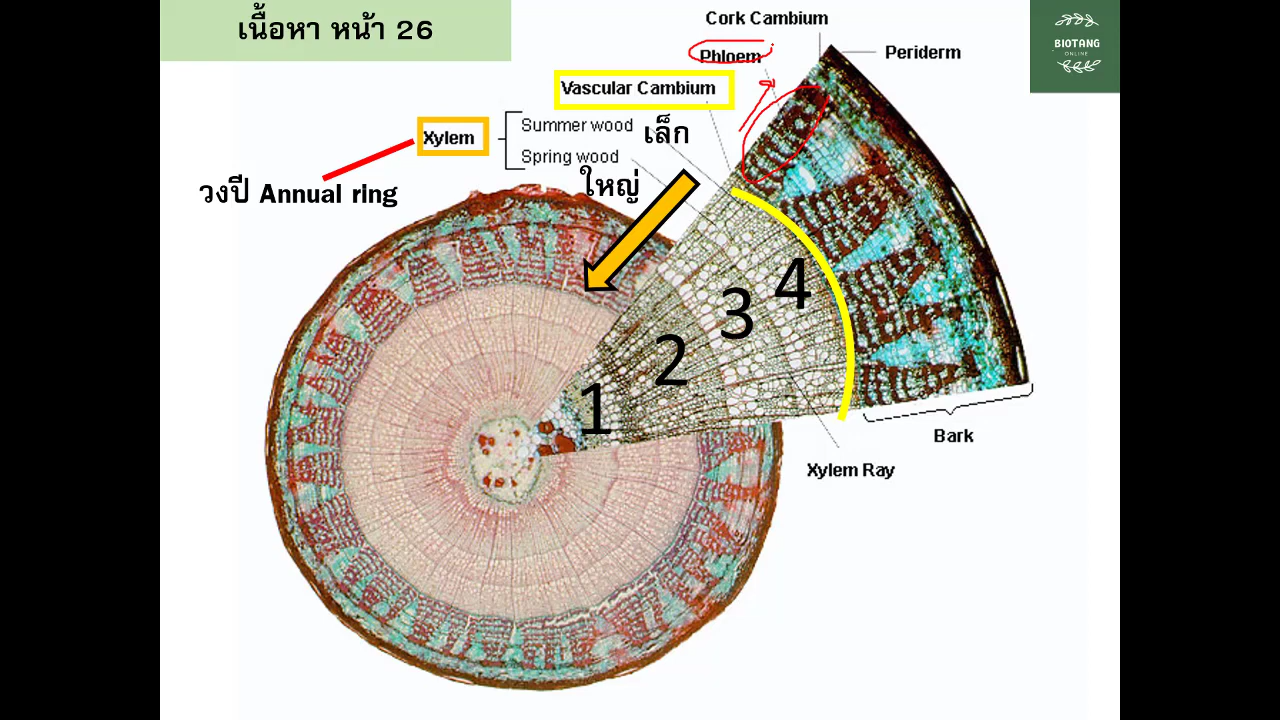 เนื้อหา หน้า 26
Cork Cambium
BIOTANG
ONLINE
Phloem
Periderm
Vascular Cambium
Summer wood
เล็ก
Xylem
Spring wood
ใหญ่
วงปี Annual ring
4
3
2
1
Bark
Xylem Ray